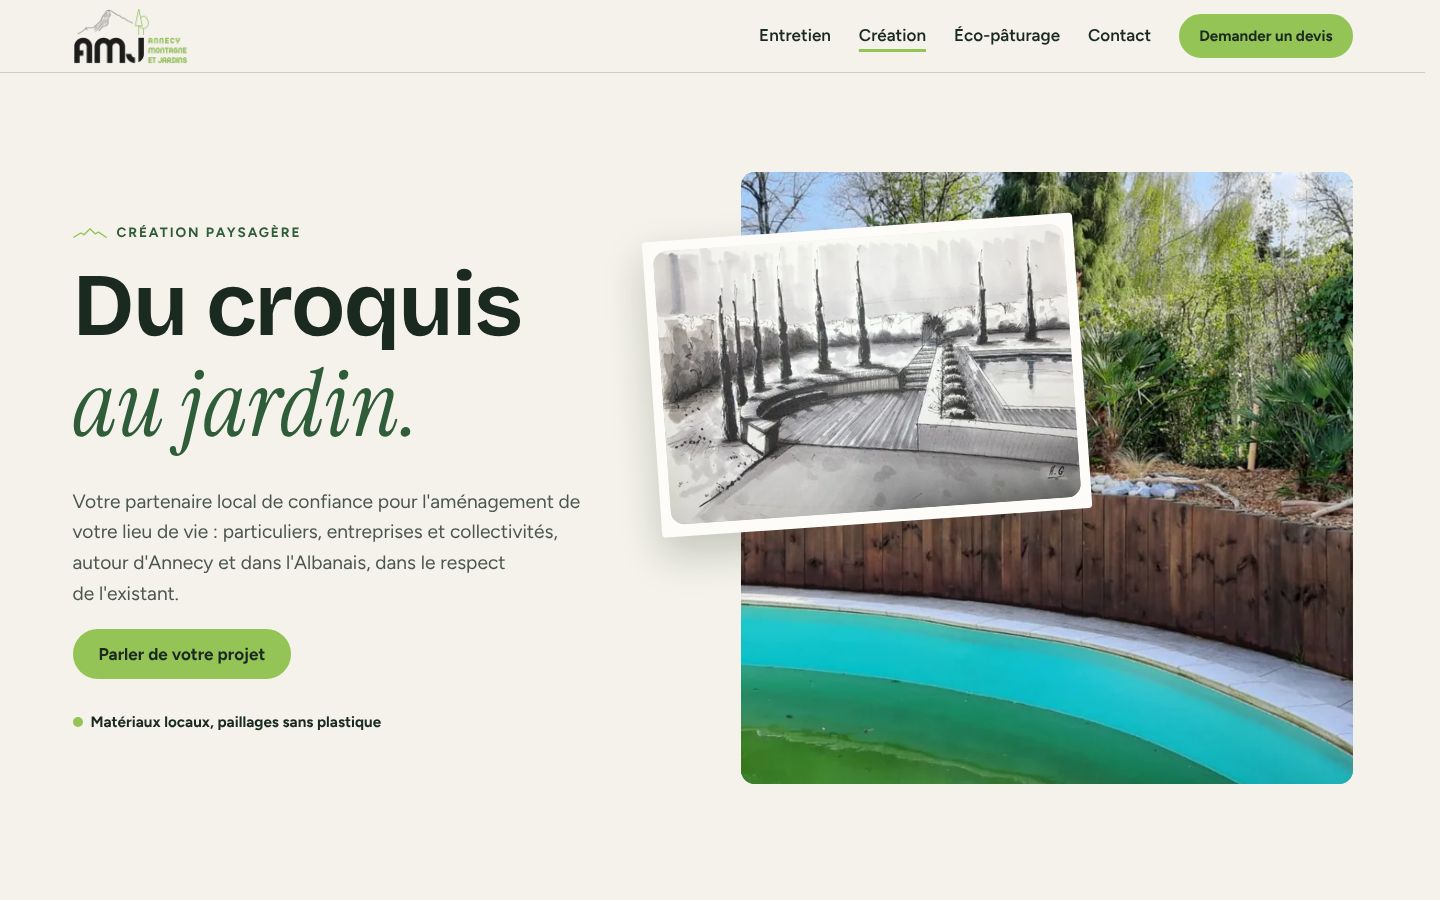 AMJ ANNECY
MONTAGNE
ET JARDINS
Entretien
Création
Éco-pâturage
Contact
Demander un devis
CRÉATION PAYSAGÈRE
Du croquis
au jardin.
Votre partenaire local de confiance pour l'aménagement de
votre lieu de vie : particuliers, entreprises et collectivités,
autour d'Annecy et dans l'Albanais, dans le respect
de l'existant.
Parler de votre projet
Matériaux locaux, paillages sans plastique